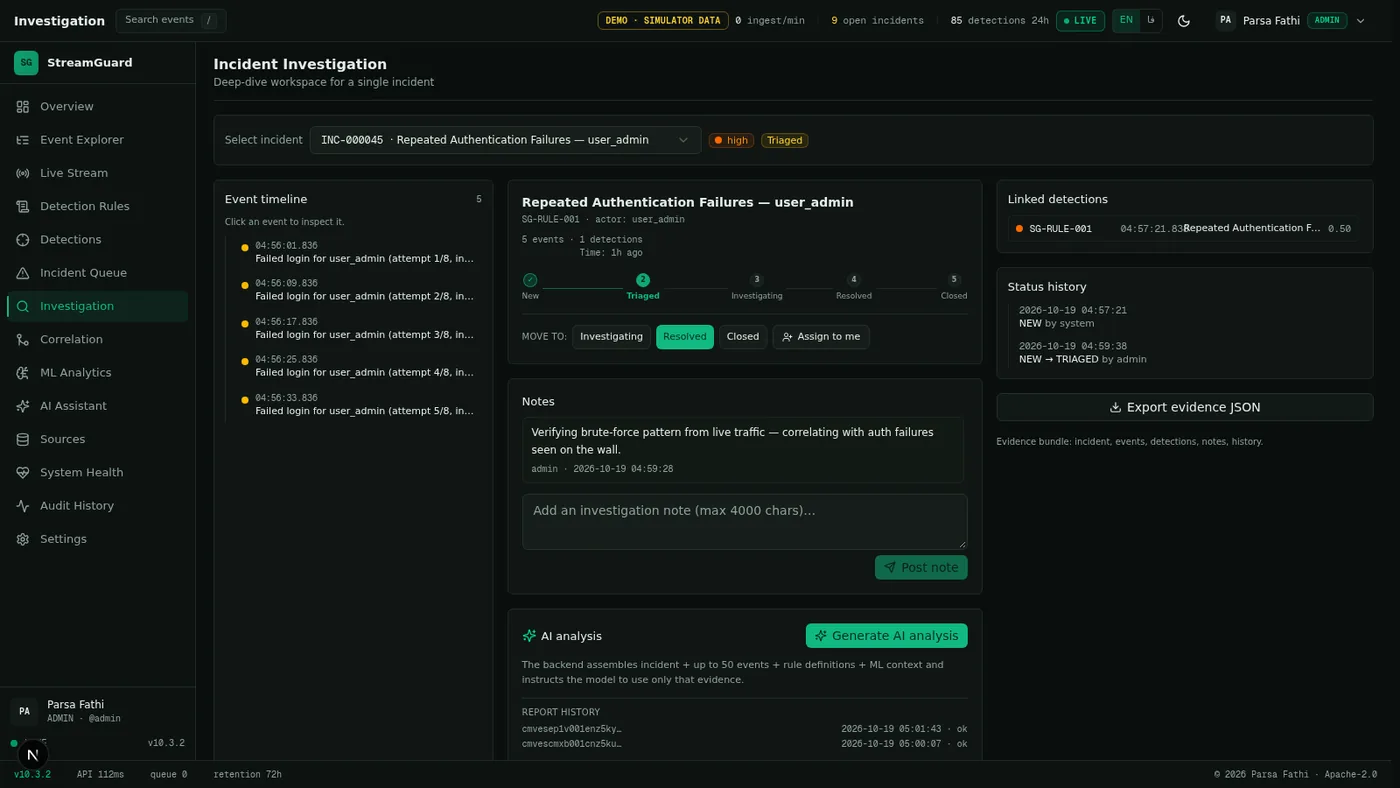 Investigation
Search events /
DEMO · SIMULATOR DATA
0 ingest/min
9 open incidents
85 detections 24h
LIVE
EN
فا
PA
Parsa Fathi
ADMIN
SG
StreamGuard
Overview
Event Explorer
Live Stream
Detection Rules
Detections
Incident Queue
Investigation
Correlation
ML Analytics
AI Assistant
Sources
System Health
Audit History
Settings
PA
Parsa Fathi
ADMIN · @admin
v10.3.2
N
Incident Investigation
Deep-dive workspace for a single incident
Select incident
INC-000045 · Repeated Authentication Failures — user_admin
high
Triaged
Event timeline
5
Click an event to inspect it.
04:56:01.836
Failed login for user_admin (attempt 1/8, in...
04:56:09.836
Failed login for user_admin (attempt 2/8, in...
04:56:17.836
Failed login for user_admin (attempt 3/8, in...
04:56:25.836
Failed login for user_admin (attempt 4/8, in...
04:56:33.836
Failed login for user_admin (attempt 5/8, in...
Repeated Authentication Failures — user_admin
SG-RULE-001 · actor: user_admin
5 events · 1 detections
Time: 1h ago
✓ 2 3 4 5
New Triaged Investigating Resolved Closed
MOVE TO: Investigating Resolved Closed Assign to me
Notes
Verifying brute-force pattern from live traffic — correlating with auth failures
seen on the wall.
admin · 2026-10-19 04:59:28
Add an investigation note (max 4000 chars)...
Post note
AI analysis
Generate AI analysis
The backend assembles incident + up to 50 events + rule definitions + ML context and
instructs the model to use only that evidence.
REPORT HISTORY
cmvesep1v001enz5ky… 2026-10-19 05:01:43 · ok
cmvescmxb001cnz5ku… 2026-10-19 05:00:07 · ok
Linked detections
SG-RULE-001 Repeated Authentication F... 0.50
Status history
2026-10-19 04:57:21
NEW by system
2026-10-19 04:59:38
NEW → TRIAGED by admin
Export evidence JSON
Evidence bundle: incident, events, detections, notes, history.
v10.3.2
API 112ms
queue 0
retention 72h
© 2026 Parsa Fathi · Apache-2.0